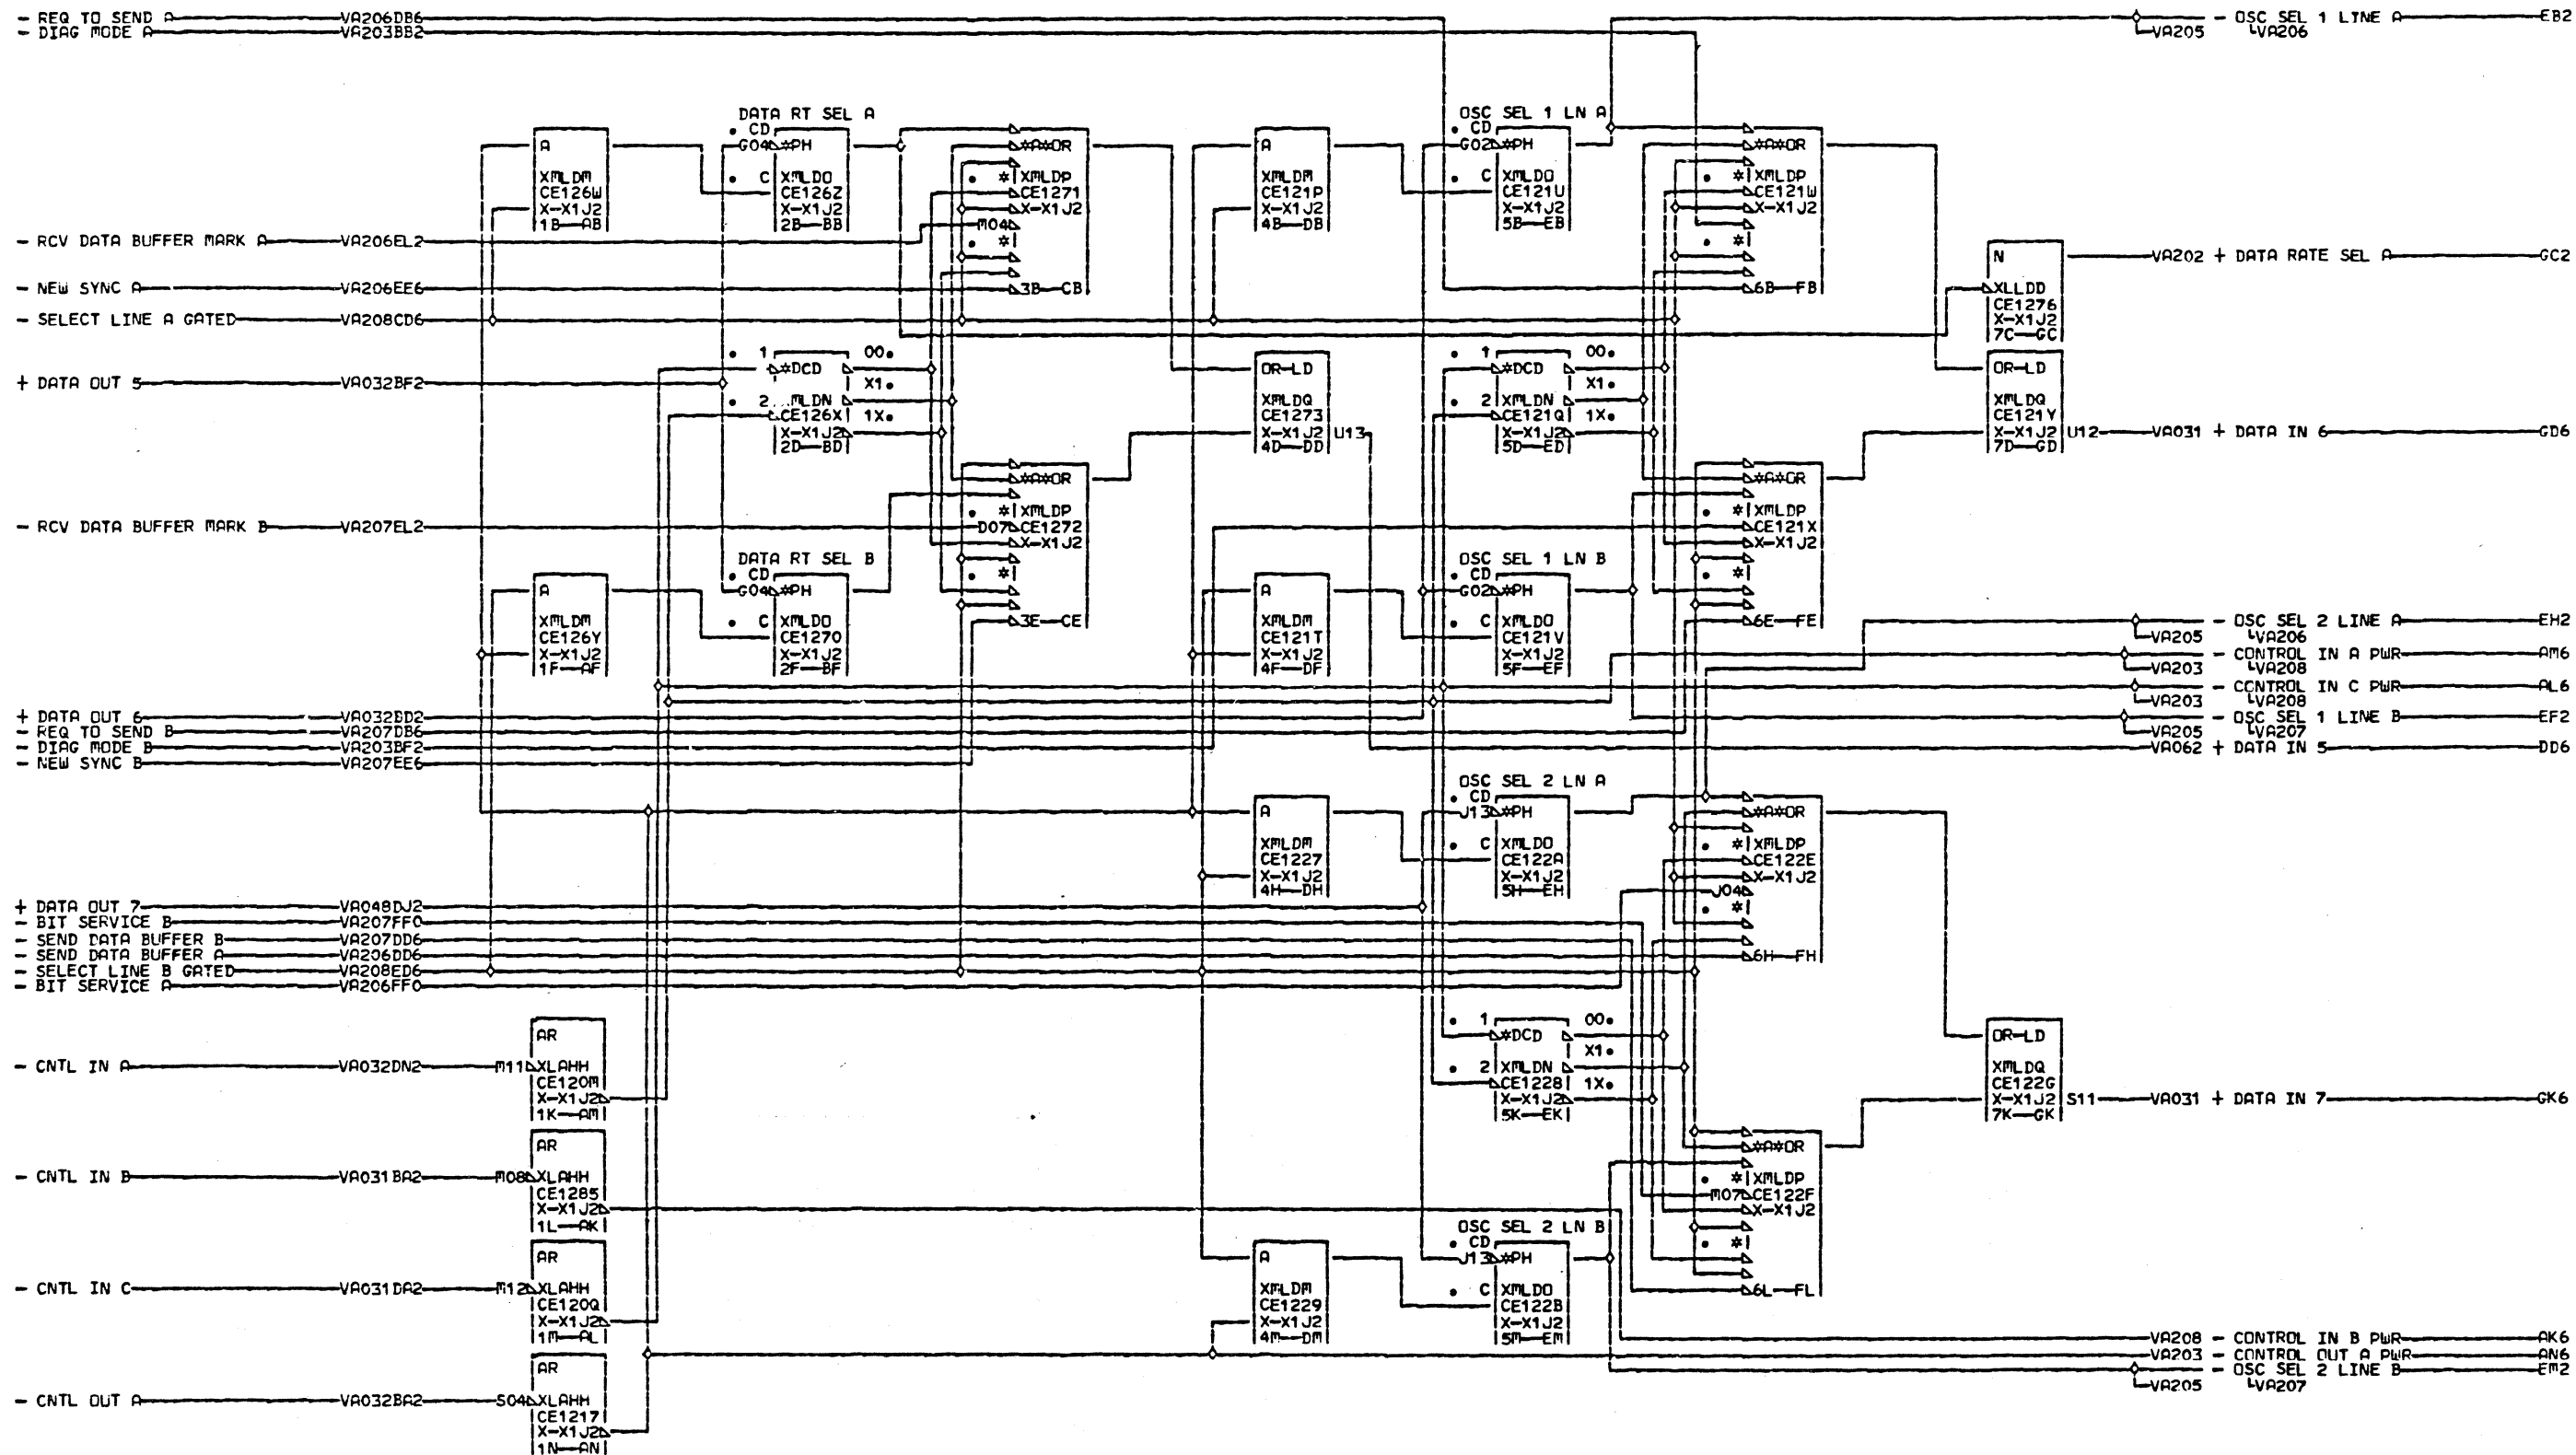 - REQ TO SEND A VA206DB6
- DIAG MODE A VA203BB2
- OSC SEL 1 LINE A EB2
VA205 VA206
DATA RT SEL A
CD
G04 *PH
C XMLDO
CE126Z
X-X1J2
2B BB
A
XMLDM
CE126W
X-X1J2
1B AB
*A*OR
* XMLDP
CE1271
X-X1J2
M04
*
3B CB
A
XMLDM
CE121P
X-X1J2
4B DB
OSC SEL 1 LN A
CD
G02 *PH
C XMLDO
CE121U
X-X1J2
5B EB
*A*OR
* XMLDP
CE121W
X-X1J2
*
6B FB
- RCV DATA BUFFER MARK A VA206EL2
- NEW SYNC A VA206EE6
- SELECT LINE A GATED VA208CD6
N
XLLDD
CE1276
X-X1J2
7C GC
VA202 + DATA RATE SEL A GC2
+ DATA OUT 5 VA032BF2
1 00
*DCD
X1
2 XMLDN
CE126X 1X
X-X1J2
2D BD
OR-LD
XMLDQ
CE1273
X-X1J2 U13
4D DD
1 00
*DCD
X1
2 XMLDN
CE121Q 1X
X-X1J2
5D ED
OR-LD
XMLDQ
CE121Y
X-X1J2 U12
7D GD
VA031 + DATA IN 6 GD6
*A*OR
* XMLDP
D07 CE1272
X-X1J2
*
3E CE
*A*OR
* XMLDP
CE121X
X-X1J2
*
6E FE
- RCV DATA BUFFER MARK B VA207EL2
A
XMLDM
CE126Y
X-X1J2
1F AF
DATA RT SEL B
CD
G04 *PH
C XMLDO
CE1270
X-X1J2
2F BF
A
XMLDM
CE121T
X-X1J2
4F DF
OSC SEL 1 LN B
CD
G02 *PH
C XMLDO
CE121V
X-X1J2
5F EF
- OSC SEL 2 LINE A EH2
VA205 VA206
- CONTROL IN A PWR AM6
VA203 VA208
- CONTROL IN C PWR AL6
VA203 VA208
- OSC SEL 1 LINE B EF2
VA205 VA207
VA062 + DATA IN 5 DD6
+ DATA OUT 6 VA032BD2
- REQ TO SEND B VA207DB6
- DIAG MODE B VA203BF2
- NEW SYNC B VA207EE6
A
XMLDM
CE1227
X-X1J2
4H DH
OSC SEL 2 LN A
CD
J13 *PH
C XMLDO
CE122A
X-X1J2
5H EH
*A*OR
* XMLDP
CE122E
X-X1J2
J04
*
6H FH
+ DATA OUT 7 VA048DJ2
- BIT SERVICE B VA207FF0
- SEND DATA BUFFER B VA207DD6
- SEND DATA BUFFER A VA206DD6
- SELECT LINE B GATED VA208ED6
- BIT SERVICE A VA206FF0
- CNTL IN A VA032DN2 M11
AR
XLAHH
CE120M
X-X1J2
1K AM
1 00
*DCD
X1
2 XMLDN
CE1228 1X
X-X1J2
5K EK
OR-LD
XMLDQ
CE122G
X-X1J2 S11
7K GK
VA031 + DATA IN 7 GK6
- CNTL IN B VA031BA2 M08
AR
XLAHH
CE1285
X-X1J2
1L AK
*A*OR
* XMLDP
M07 CE122F
X-X1J2
*
6L FL
- CNTL IN C VA031DA2 M12
AR
XLAHH
CE120Q
X-X1J2
1M AL
A
XMLDM
CE1229
X-X1J2
4M DM
OSC SEL 2 LN B
CD
J13 *PH
C XMLDO
CE122B
X-X1J2
5M EM
VA208 - CONTROL IN B PWR AK6
VA203 - CONTROL OUT A PWR AN6
- OSC SEL 2 LINE B EM2
VA205 VA207
- CNTL OUT A VA032BA2 S04
AR
XLAHH
CE1217
X-X1J2
1N AN